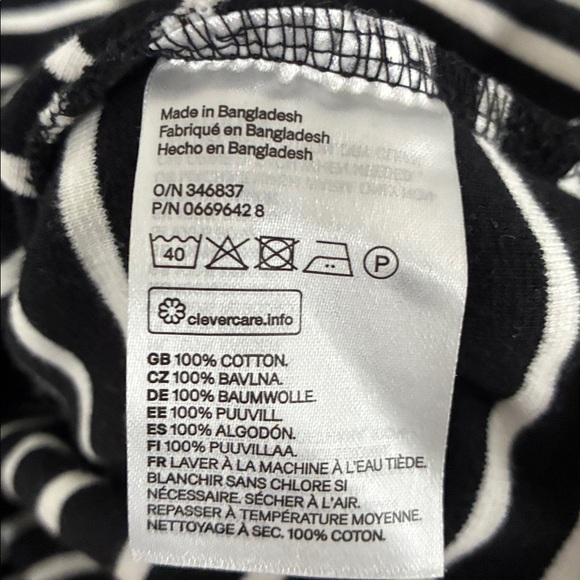 Made in Bangladesh
Fabriqué en Bangladesh
Hecho en Bangladesh
O/N 346837
P/N 0669642 8
40 P
clevercare.info
GB 100% COTTON.
CZ 100% BAVLNA.
DE 100% BAUMWOLLE.
EE 100% PUUVILL.
ES 100% ALGODÓN.
FI 100% PUUVILLAA.
FR LAVER À LA MACHINE À L'EAU TIÈDE.
BLANCHIR SANS CHLORE SI
NÉCESSAIRE. SÉCHER À L'AIR.
REPASSER À TEMPÉRATURE MOYENNE.
NETTOYAGE À SEC. 100% COTON.